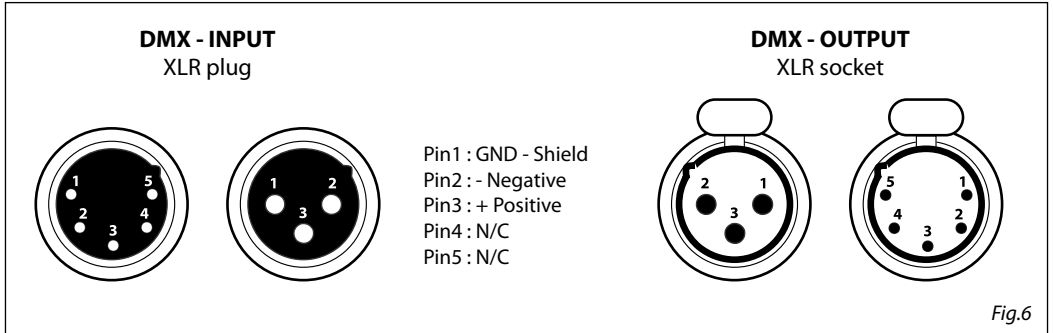 DMX - INPUT
XLR plug
1
5
2
4
3
1
2
3
Pin1 : GND - Shield
Pin2 : - Negative
Pin3 : + Positive
Pin4 : N/C
Pin5 : N/C
DMX - OUTPUT
XLR socket
2
1
3
5
1
4
2
3
Fig.6